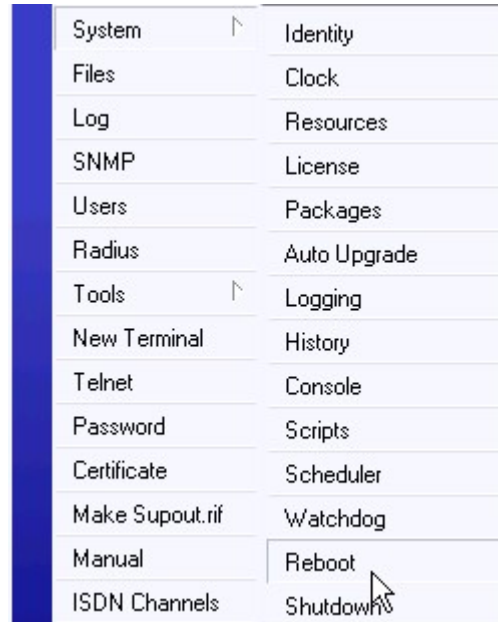 System
Files
Log
SNMP
Users
Radius
Tools
New Terminal
Telnet
Password
Certificate
Make Supout.rif
Manual
ISDN Channels
Identity
Clock
Resources
License
Packages
Auto Upgrade
Logging
History
Console
Scripts
Scheduler
Watchdog
Reboot
Shutdown